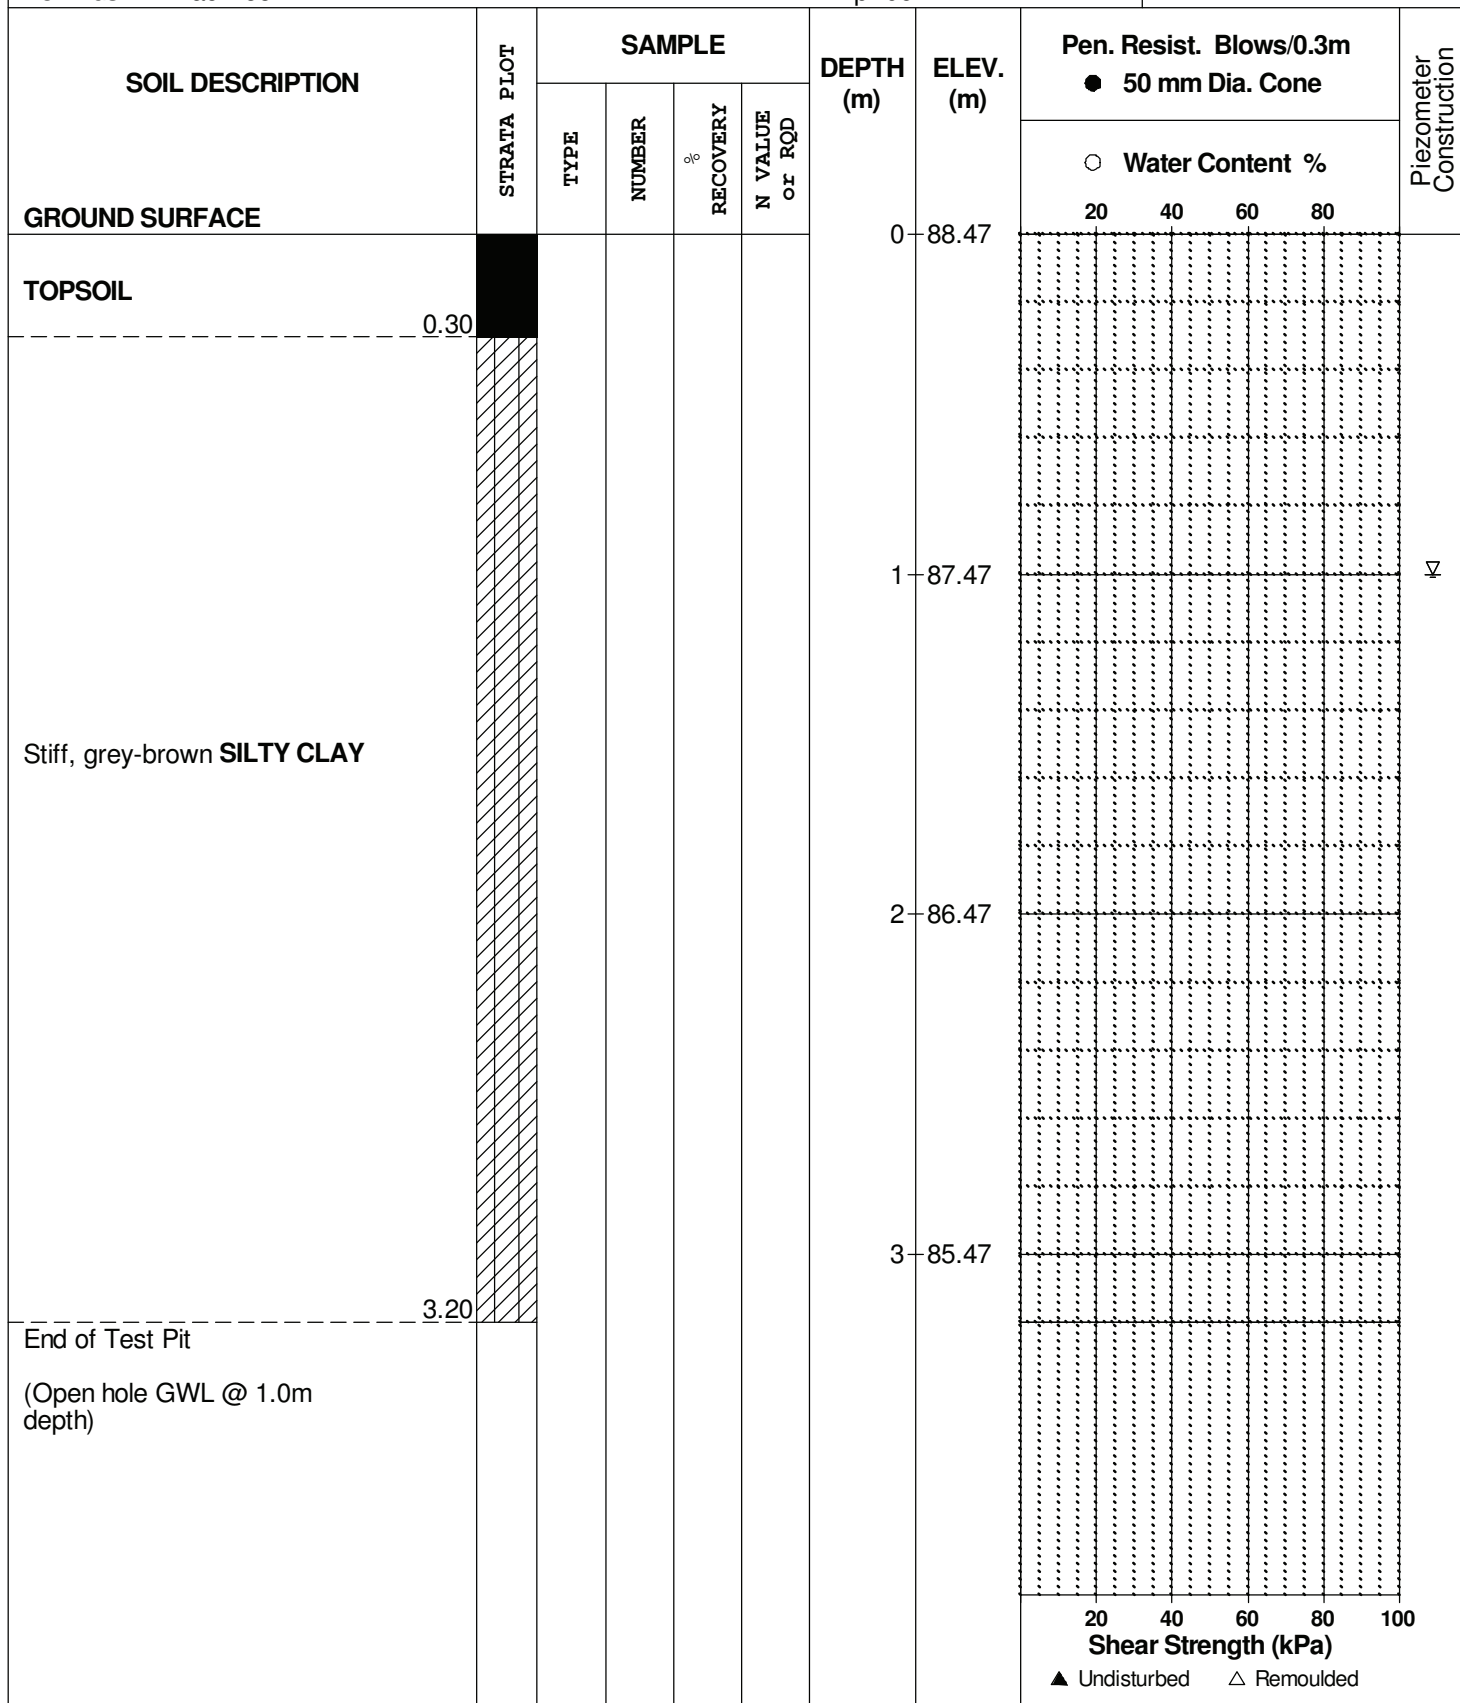 SOIL DESCRIPTION
GROUND SURFACE
STRATA PLOT
SAMPLE
TYPE
NUMBER
%
RECOVERY
N VALUE
or RQD
DEPTH
(m)
ELEV.
(m)
Pen. Resist. Blows/0.3m
● 50 mm Dia. Cone
○ Water Content %
20 40 60 80
Piezometer
Construction
0 88.47
TOPSOIL
0.30
1 87.47
Stiff, grey-brown SILTY CLAY
2 86.47
3 85.47
3.20
End of Test Pit
(Open hole GWL @ 1.0m
depth)
20 40 60 80 100
Shear Strength (kPa)
▲ Undisturbed △ Remoulded